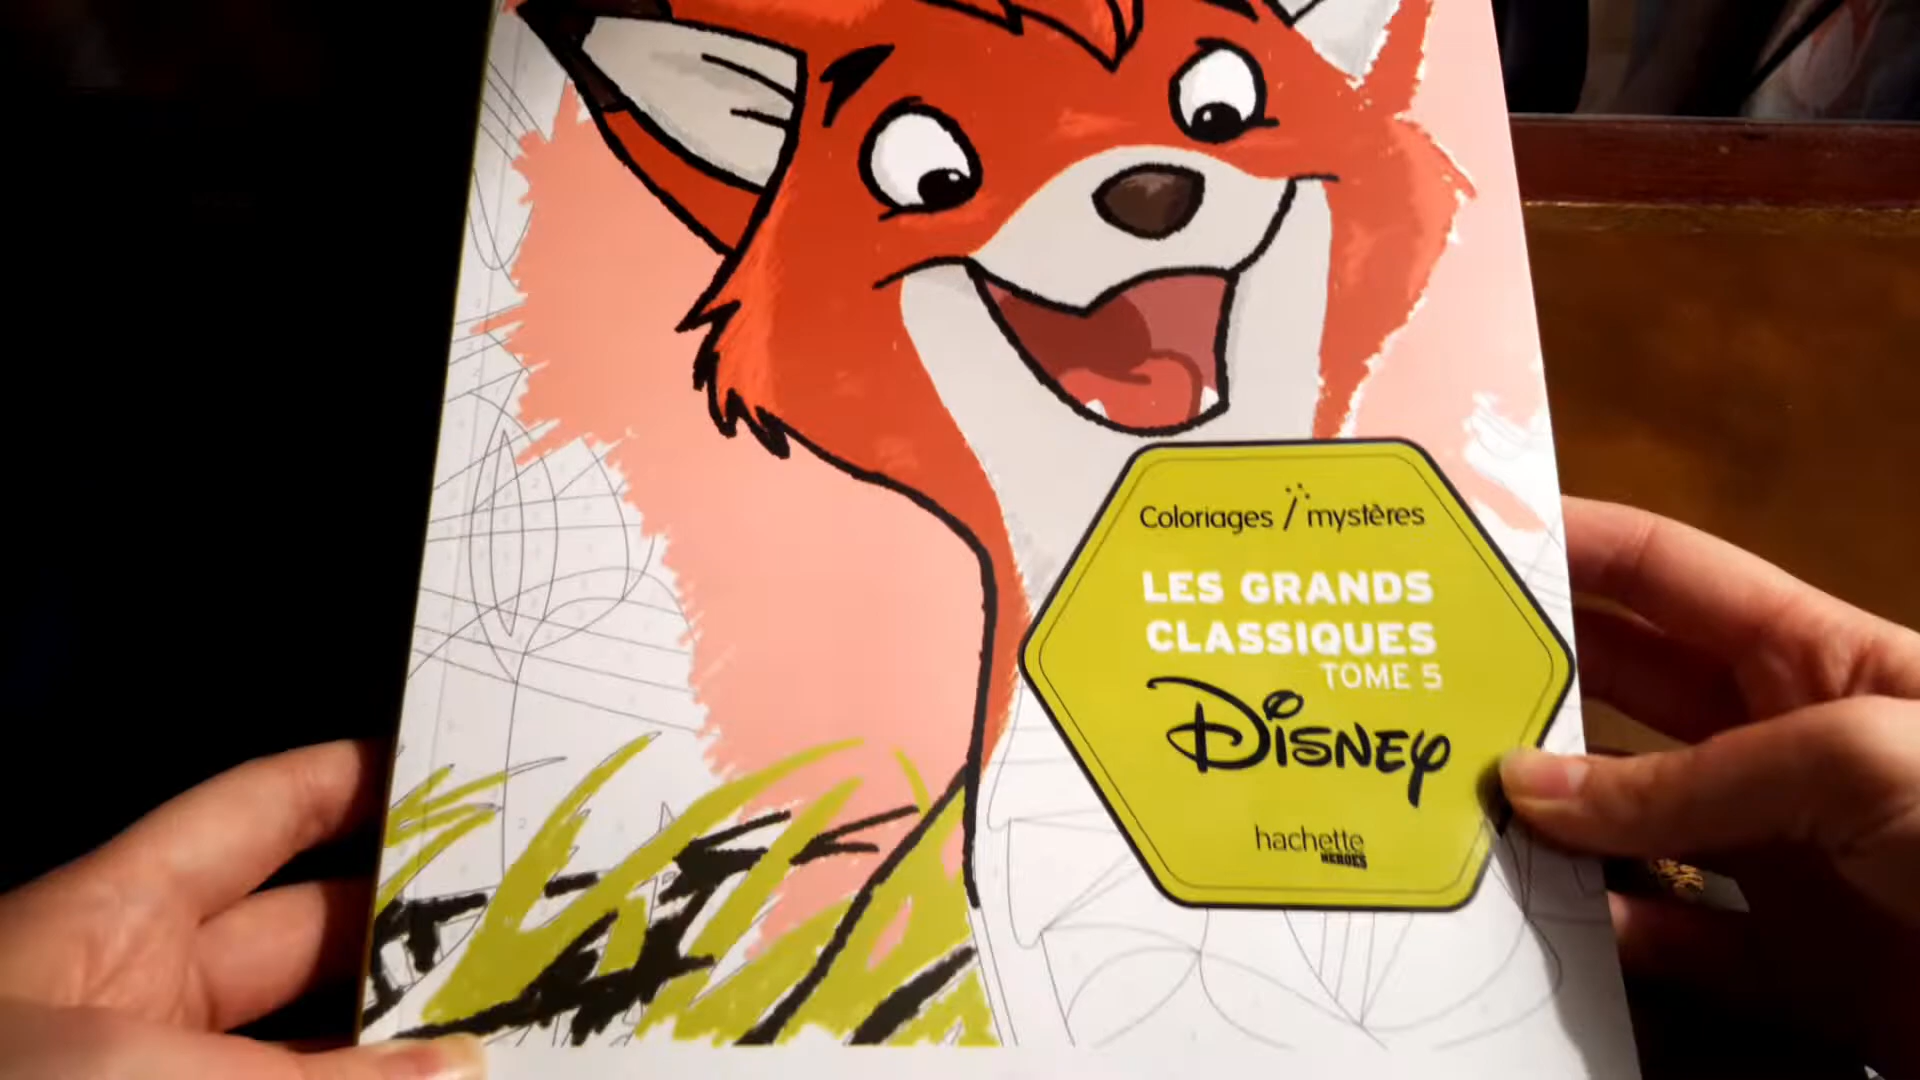 Coloriages mystères
LES GRANDS
CLASSIQUES
TOME 5
Disney
hachette
HEROES